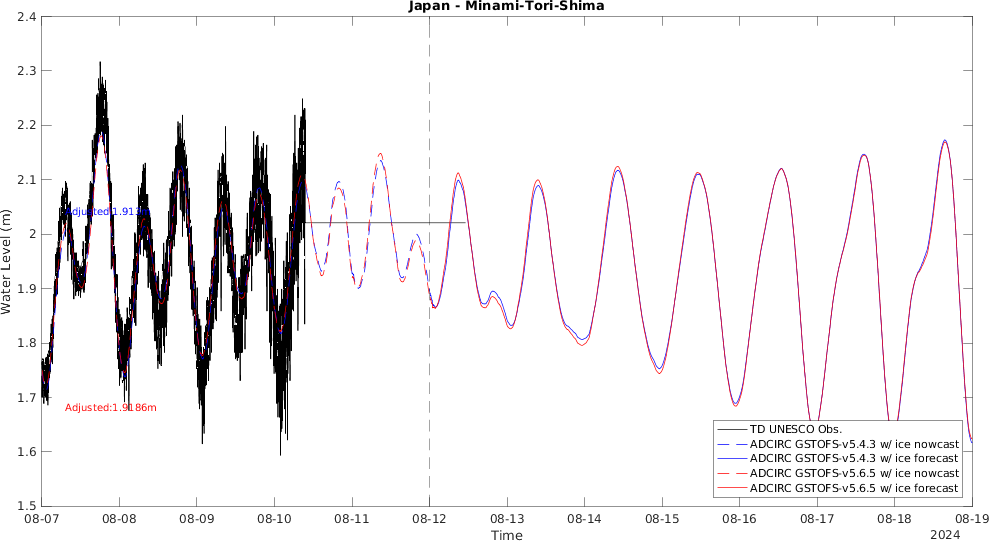 Japan - Minami-Tori-Shima
Water Level (m)
2.4
2.3
2.2
2.1
2
1.9
1.8
1.7
1.6
1.5
Adjusted:1.913
Adjusted:1.9186m
TD UNESCO Obs.
ADCIRC GSTOFS-v5.4.3 w/ ice nowcast
ADCIRC GSTOFS-v5.4.3 w/ ice forecast
ADCIRC GSTOFS-v5.6.5 w/ ice nowcast
ADCIRC GSTOFS-v5.6.5 w/ ice forecast
08-07 08-08 08-09 08-10 08-11 08-12 08-13 08-14 08-15 08-16 08-17 08-18 08-19
Time
2024